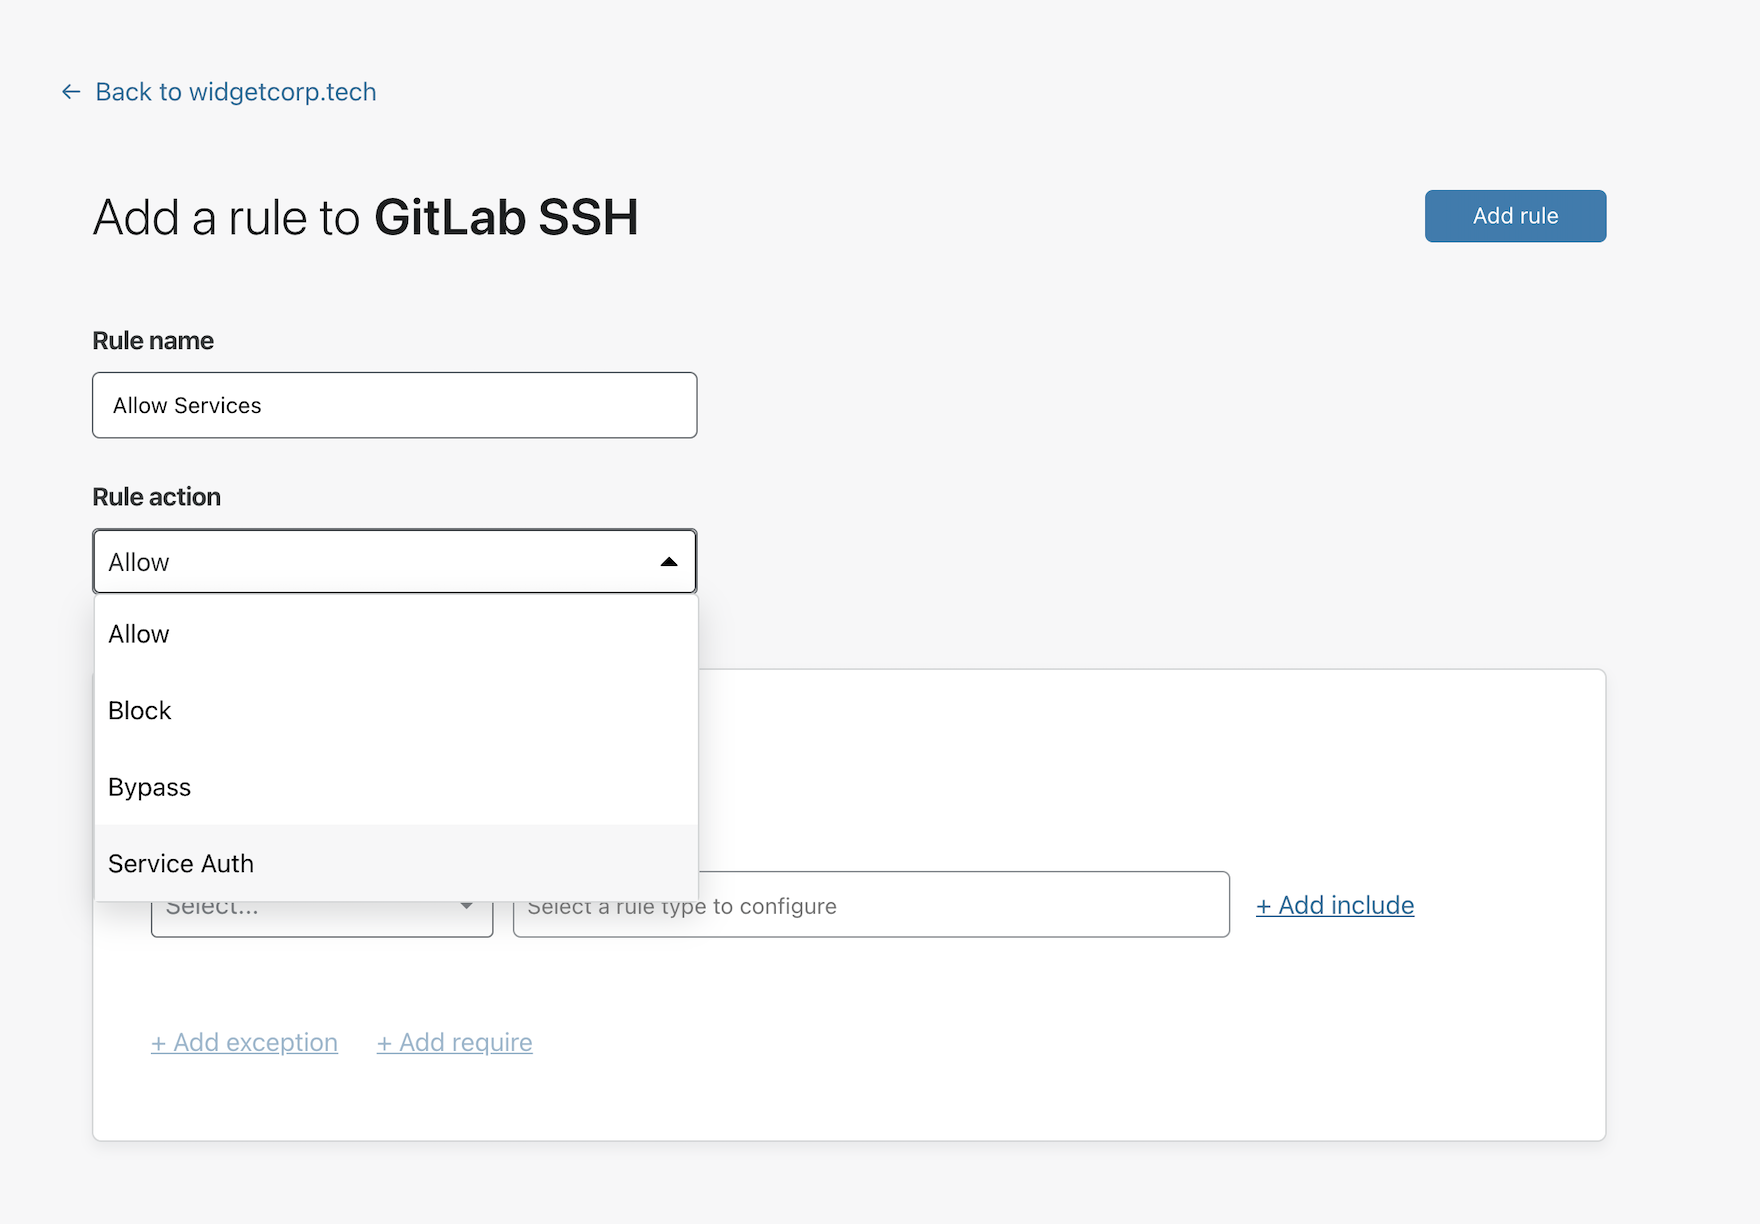 ← Back to widgetcorp.tech
Add a rule to GitLab SSH
Add rule
Rule name
Allow Services
Rule action
Allow
Allow
Block
Bypass
Service Auth
Select...
Select a rule type to configure
+ Add include
+ Add exception
+ Add require